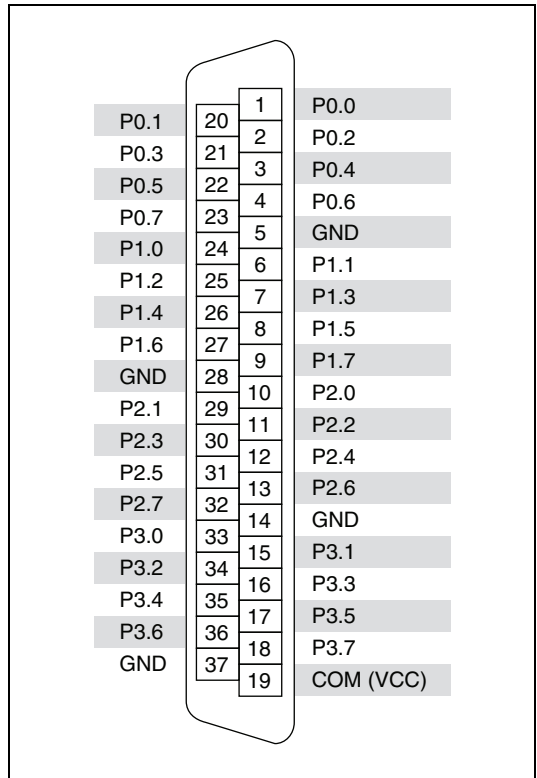 1 P0.0
P0.1 20
2 P0.2
P0.3 21
3 P0.4
P0.5 22
4 P0.6
P0.7 23
5 GND
P1.0 24
6 P1.1
P1.2 25
7 P1.3
P1.4 26
8 P1.5
P1.6 27
9 P1.7
GND 28
10 P2.0
P2.1 29
11 P2.2
P2.3 30
12 P2.4
P2.5 31
13 P2.6
P2.7 32
14 GND
P3.0 33
15 P3.1
P3.2 34
16 P3.3
P3.4 35
17 P3.5
P3.6 36
18 P3.7
GND 37
19 COM (VCC)